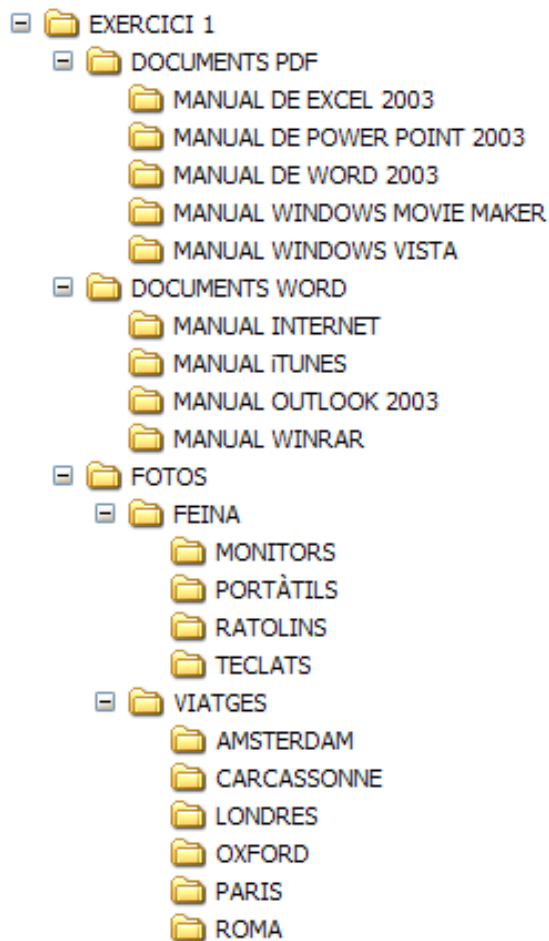 EXERCICI 1
DOCUMENTS PDF
MANUAL DE EXCEL 2003
MANUAL DE POWER POINT 2003
MANUAL DE WORD 2003
MANUAL WINDOWS MOVIE MAKER
MANUAL WINDOWS VISTA
DOCUMENTS WORD
MANUAL INTERNET
MANUAL iTUNES
MANUAL OUTLOOK 2003
MANUAL WINRAR
FOTOS
FEINA
MONITORS
PORTÀTILS
RATOLINS
TECLATS
VIATGES
AMSTERDAM
CARCASSONNE
LONDRES
OXFORD
PARIS
ROMA